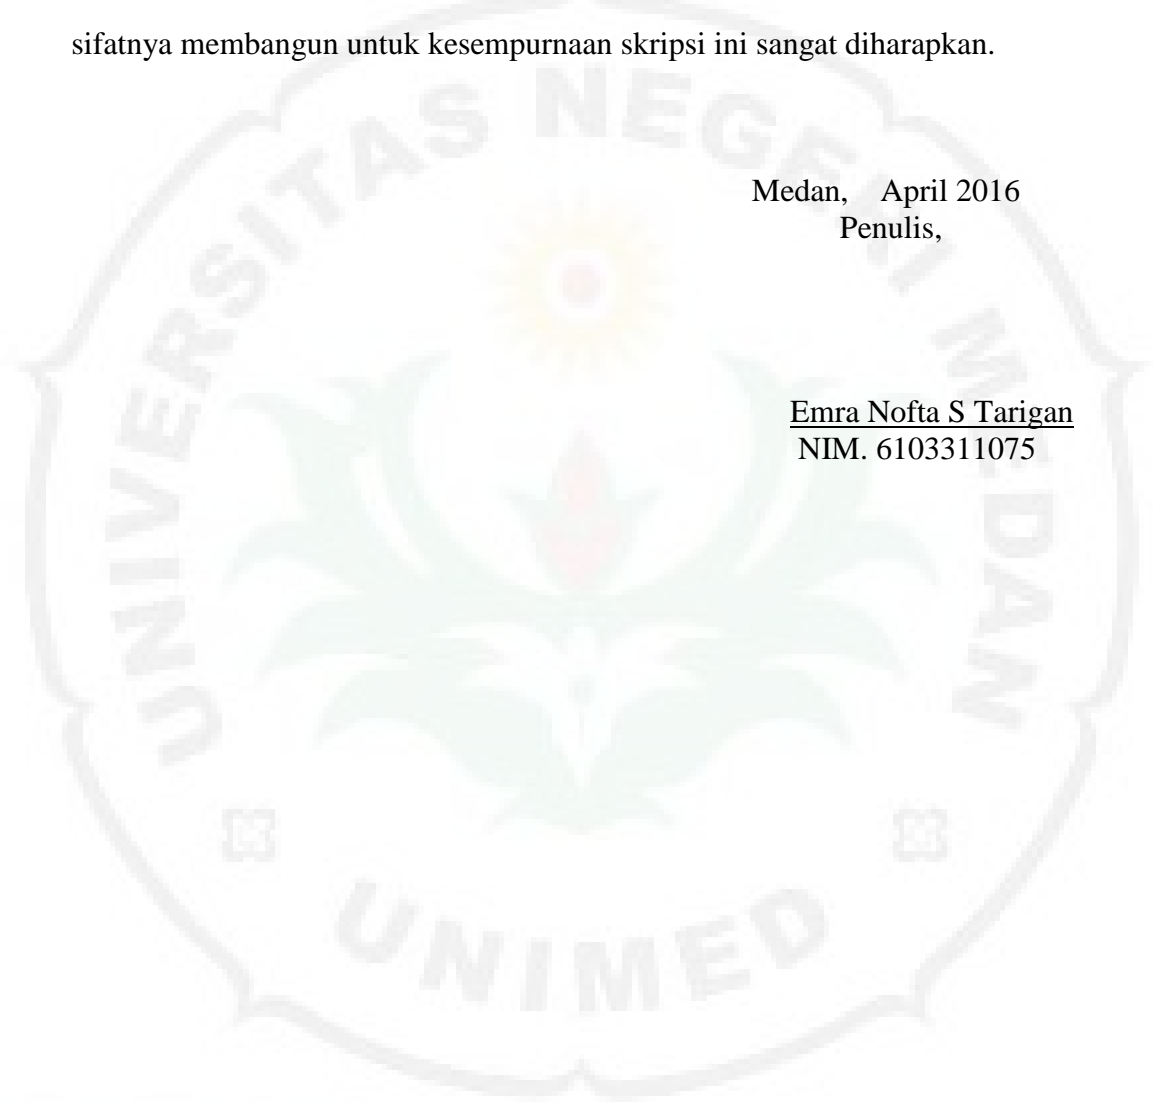 sifatnya membangun untuk kesempurnaan skripsi ini sangat diharapkan.
Medan, April 2016
Penulis,
Emra Nofta S Tarigan
NIM. 6103311075
UNIVERSITAS NEGERI MEDAN
UNIMED